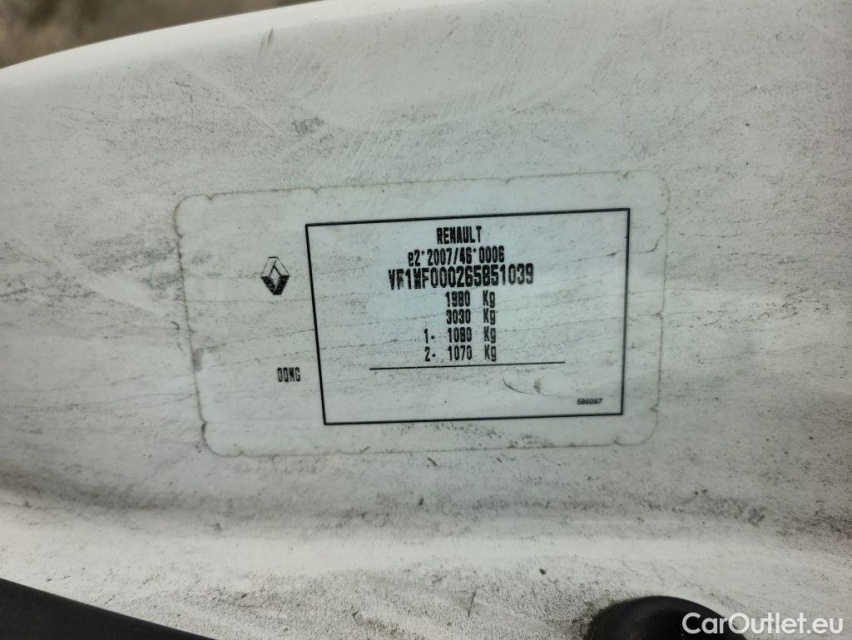 RENAULT
e2*2007/46*0006
VF1MF000265851039
1980 Kg
3030 Kg
1- 1080 Kg
2- 1070 Kg
DQNG
586087
CarOutlet.eu